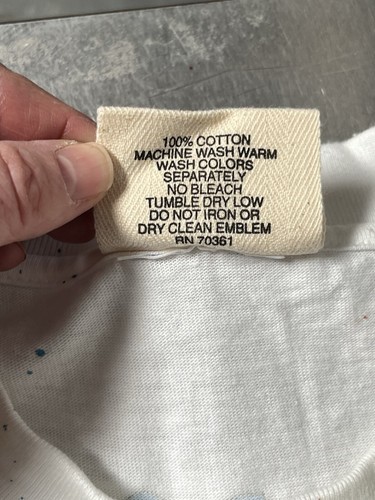 100% COTTON
MACHINE WASH WARM
WASH COLORS
SEPARATELY
NO BLEACH
TUMBLE DRY LOW
DO NOT IRON OR
DRY CLEAN EMBLEM
RN 70361